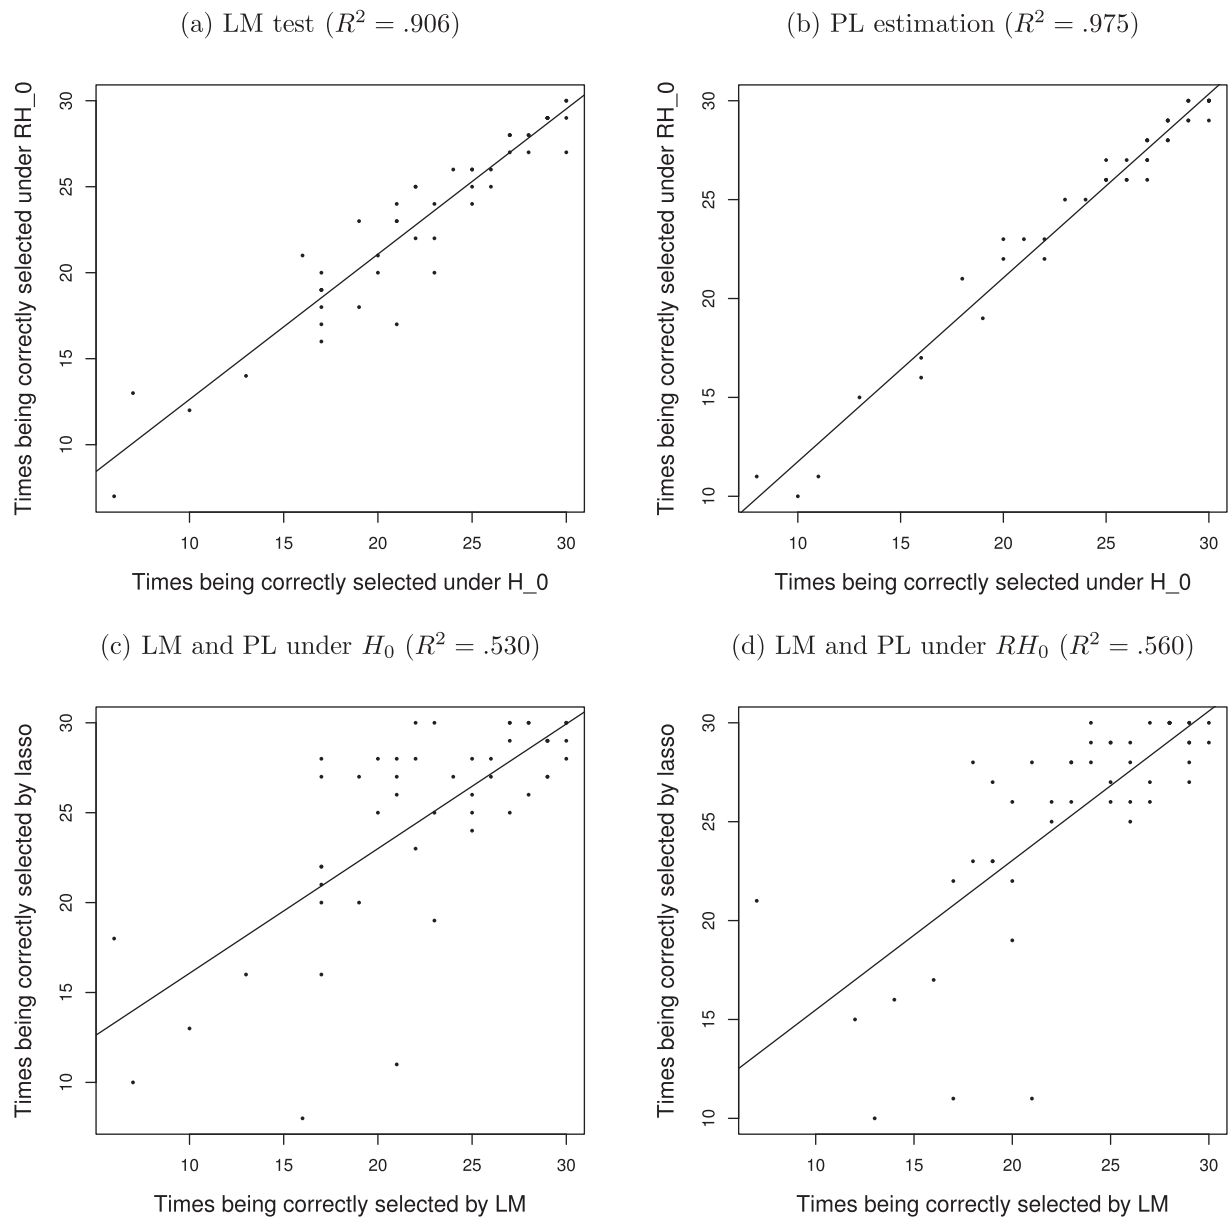 (a) LM test (R² = .906)
Times being correctly selected under RH_0
30
25
20
15
10
10 15 20 25 30
Times being correctly selected under H_0
(b) PL estimation (R² = .975)
Times being correctly selected under RH_0
30
25
20
15
10
10 15 20 25 30
Times being correctly selected under H_0
(c) LM and PL under H₀ (R² = .530)
Times being correctly selected by lasso
30
25
20
15
10
10 15 20 25 30
Times being correctly selected by LM
(d) LM and PL under RH₀ (R² = .560)
Times being correctly selected by lasso
30
25
20
15
10
10 15 20 25 30
Times being correctly selected by LM